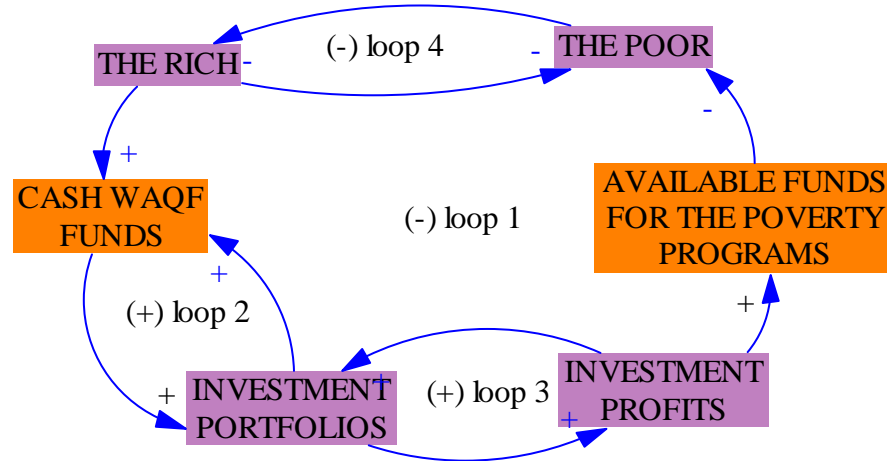 (-) loop 4
THE RICH
-
-
THE POOR
+
-
CASH WAQF
FUNDS
(-) loop 1
AVAILABLE FUNDS
FOR THE POVERTY
PROGRAMS
+
(+) loop 2
+
+
INVESTMENT
PORTFOLIOS
+
(+) loop 3
+
INVESTMENT
PROFITS